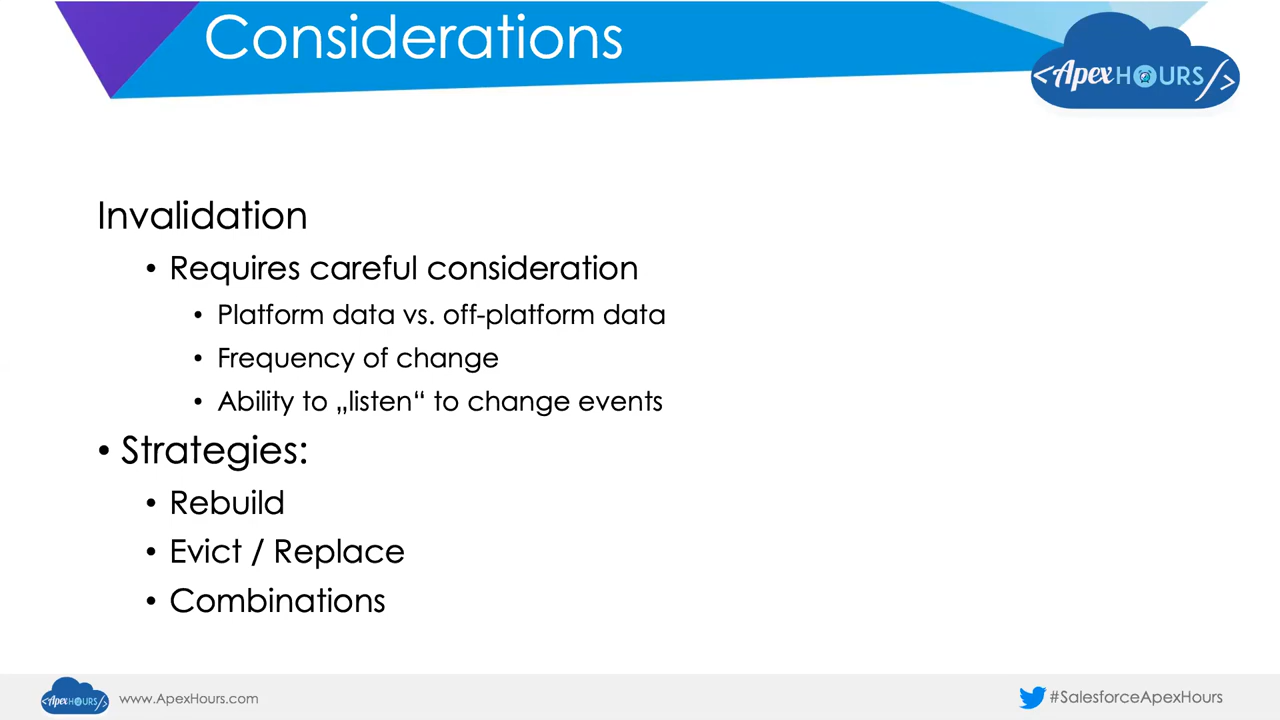 Considerations
<ApexHOURS/>
Invalidation
• Requires careful consideration
• Platform data vs. off-platform data
• Frequency of change
• Ability to „listen“ to change events
• Strategies:
• Rebuild
• Evict / Replace
• Combinations
<ApexHOURS/>
www.ApexHours.com
#SalesforceApexHours